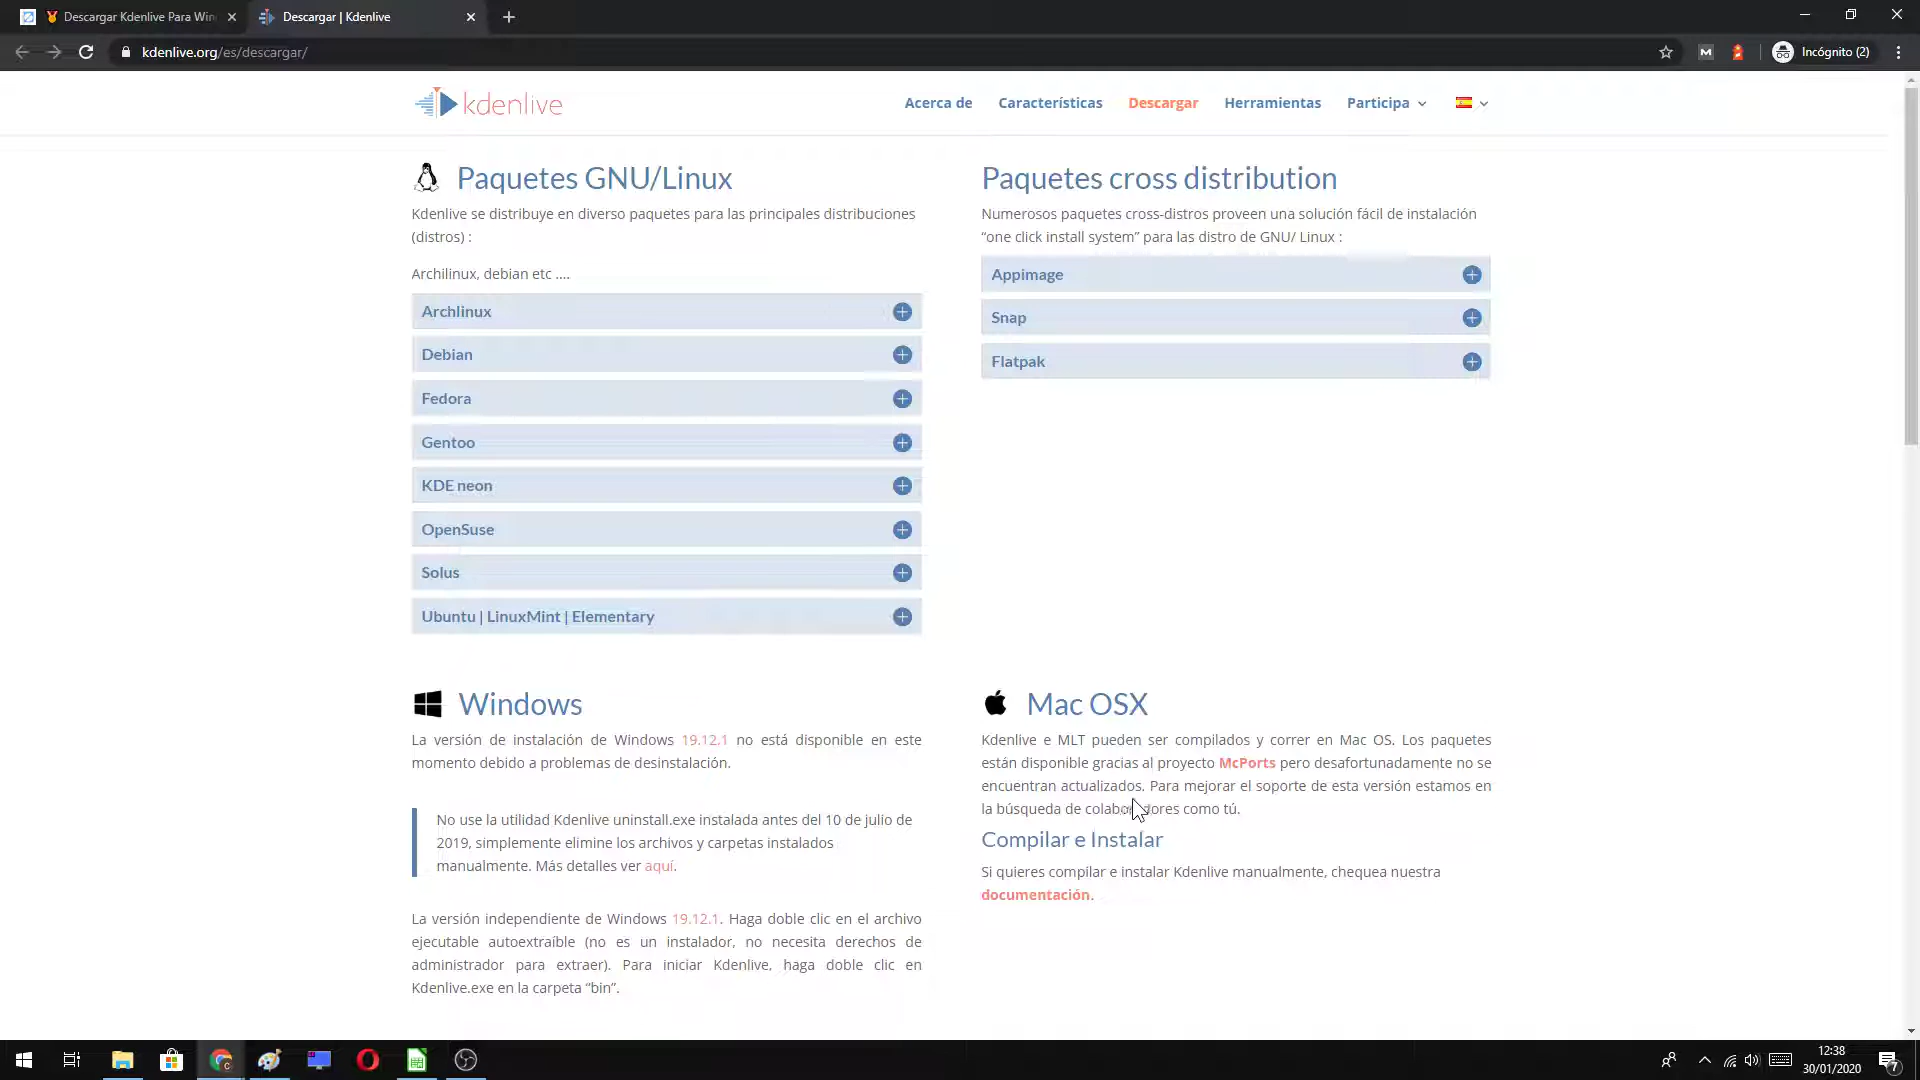 Descargar Kdenlive Para Win
Descargar | Kdenlive
kdenlive.org/es/descargar/
Incógnito (2)
kdenlive
Acerca de
Características
Descargar
Herramientas
Participa
Paquetes GNU/Linux
Kdenlive se distribuye en diverso paquetes para las principales distribuciones
(distros) :
Archilinux, debian etc ....
Archlinux
Debian
Fedora
Gentoo
KDE neon
OpenSuse
Solus
Ubuntu | LinuxMint | Elementary
Paquetes cross distribution
Numerosos paquetes cross-distros proveen una solución fácil de instalación
“one click install system” para las distro de GNU/ Linux :
Appimage
Snap
Flatpak
Windows
La versión de instalación de Windows 19.12.1 no está disponible en este
momento debido a problemas de desinstalación.
No use la utilidad Kdenlive uninstall.exe instalada antes del 10 de julio de
2019, simplemente elimine los archivos y carpetas instalados
manualmente. Más detalles ver aquí.
La versión independiente de Windows 19.12.1. Haga doble clic en el archivo
ejecutable autoextraíble (no es un instalador, no necesita derechos de
administrador para extraer). Para iniciar Kdenlive, haga doble clic en
Kdenlive.exe en la carpeta “bin”.
Mac OSX
Kdenlive e MLT pueden ser compilados y correr en Mac OS. Los paquetes
están disponible gracias al proyecto McPorts pero desafortunadamente no se
encuentran actualizados. Para mejorar el soporte de esta versión estamos en
la búsqueda de colaboradores como tú.
Compilar e Instalar
Si quieres compilar e instalar Kdenlive manualmente, chequea nuestra
documentación.
12:38
30/01/2020
7